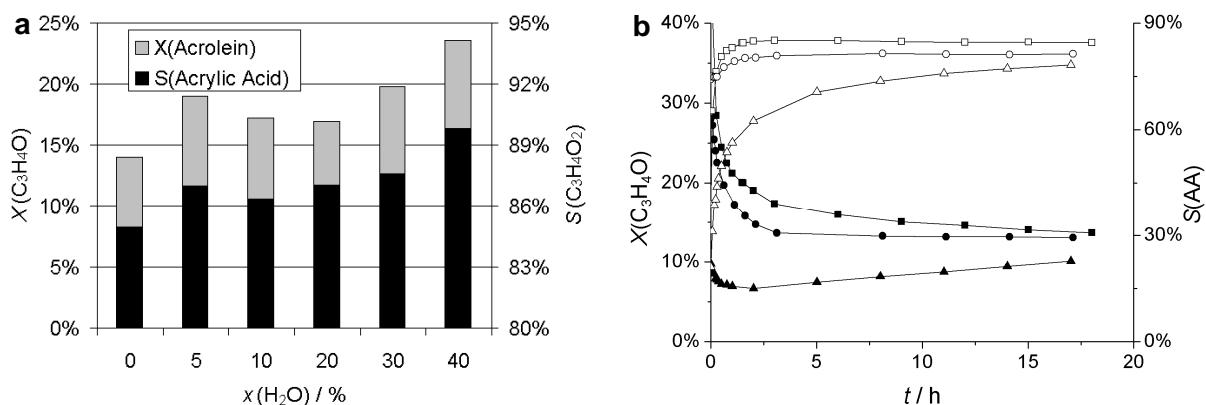 a
25%
20%
15%
10%
5%
0%
X(C₃H₄O)
X(Acrolein)
S(Acrylic Acid)
95%
92%
89%
86%
83%
80%
S(C₃H₄O₂)
0 5 10 20 30 40
x(H₂O) / %
b
40%
30%
20%
10%
0%
X(C₃H₄O)
90%
60%
30%
0%
S(AA)
0 5 10 15 20
t / h